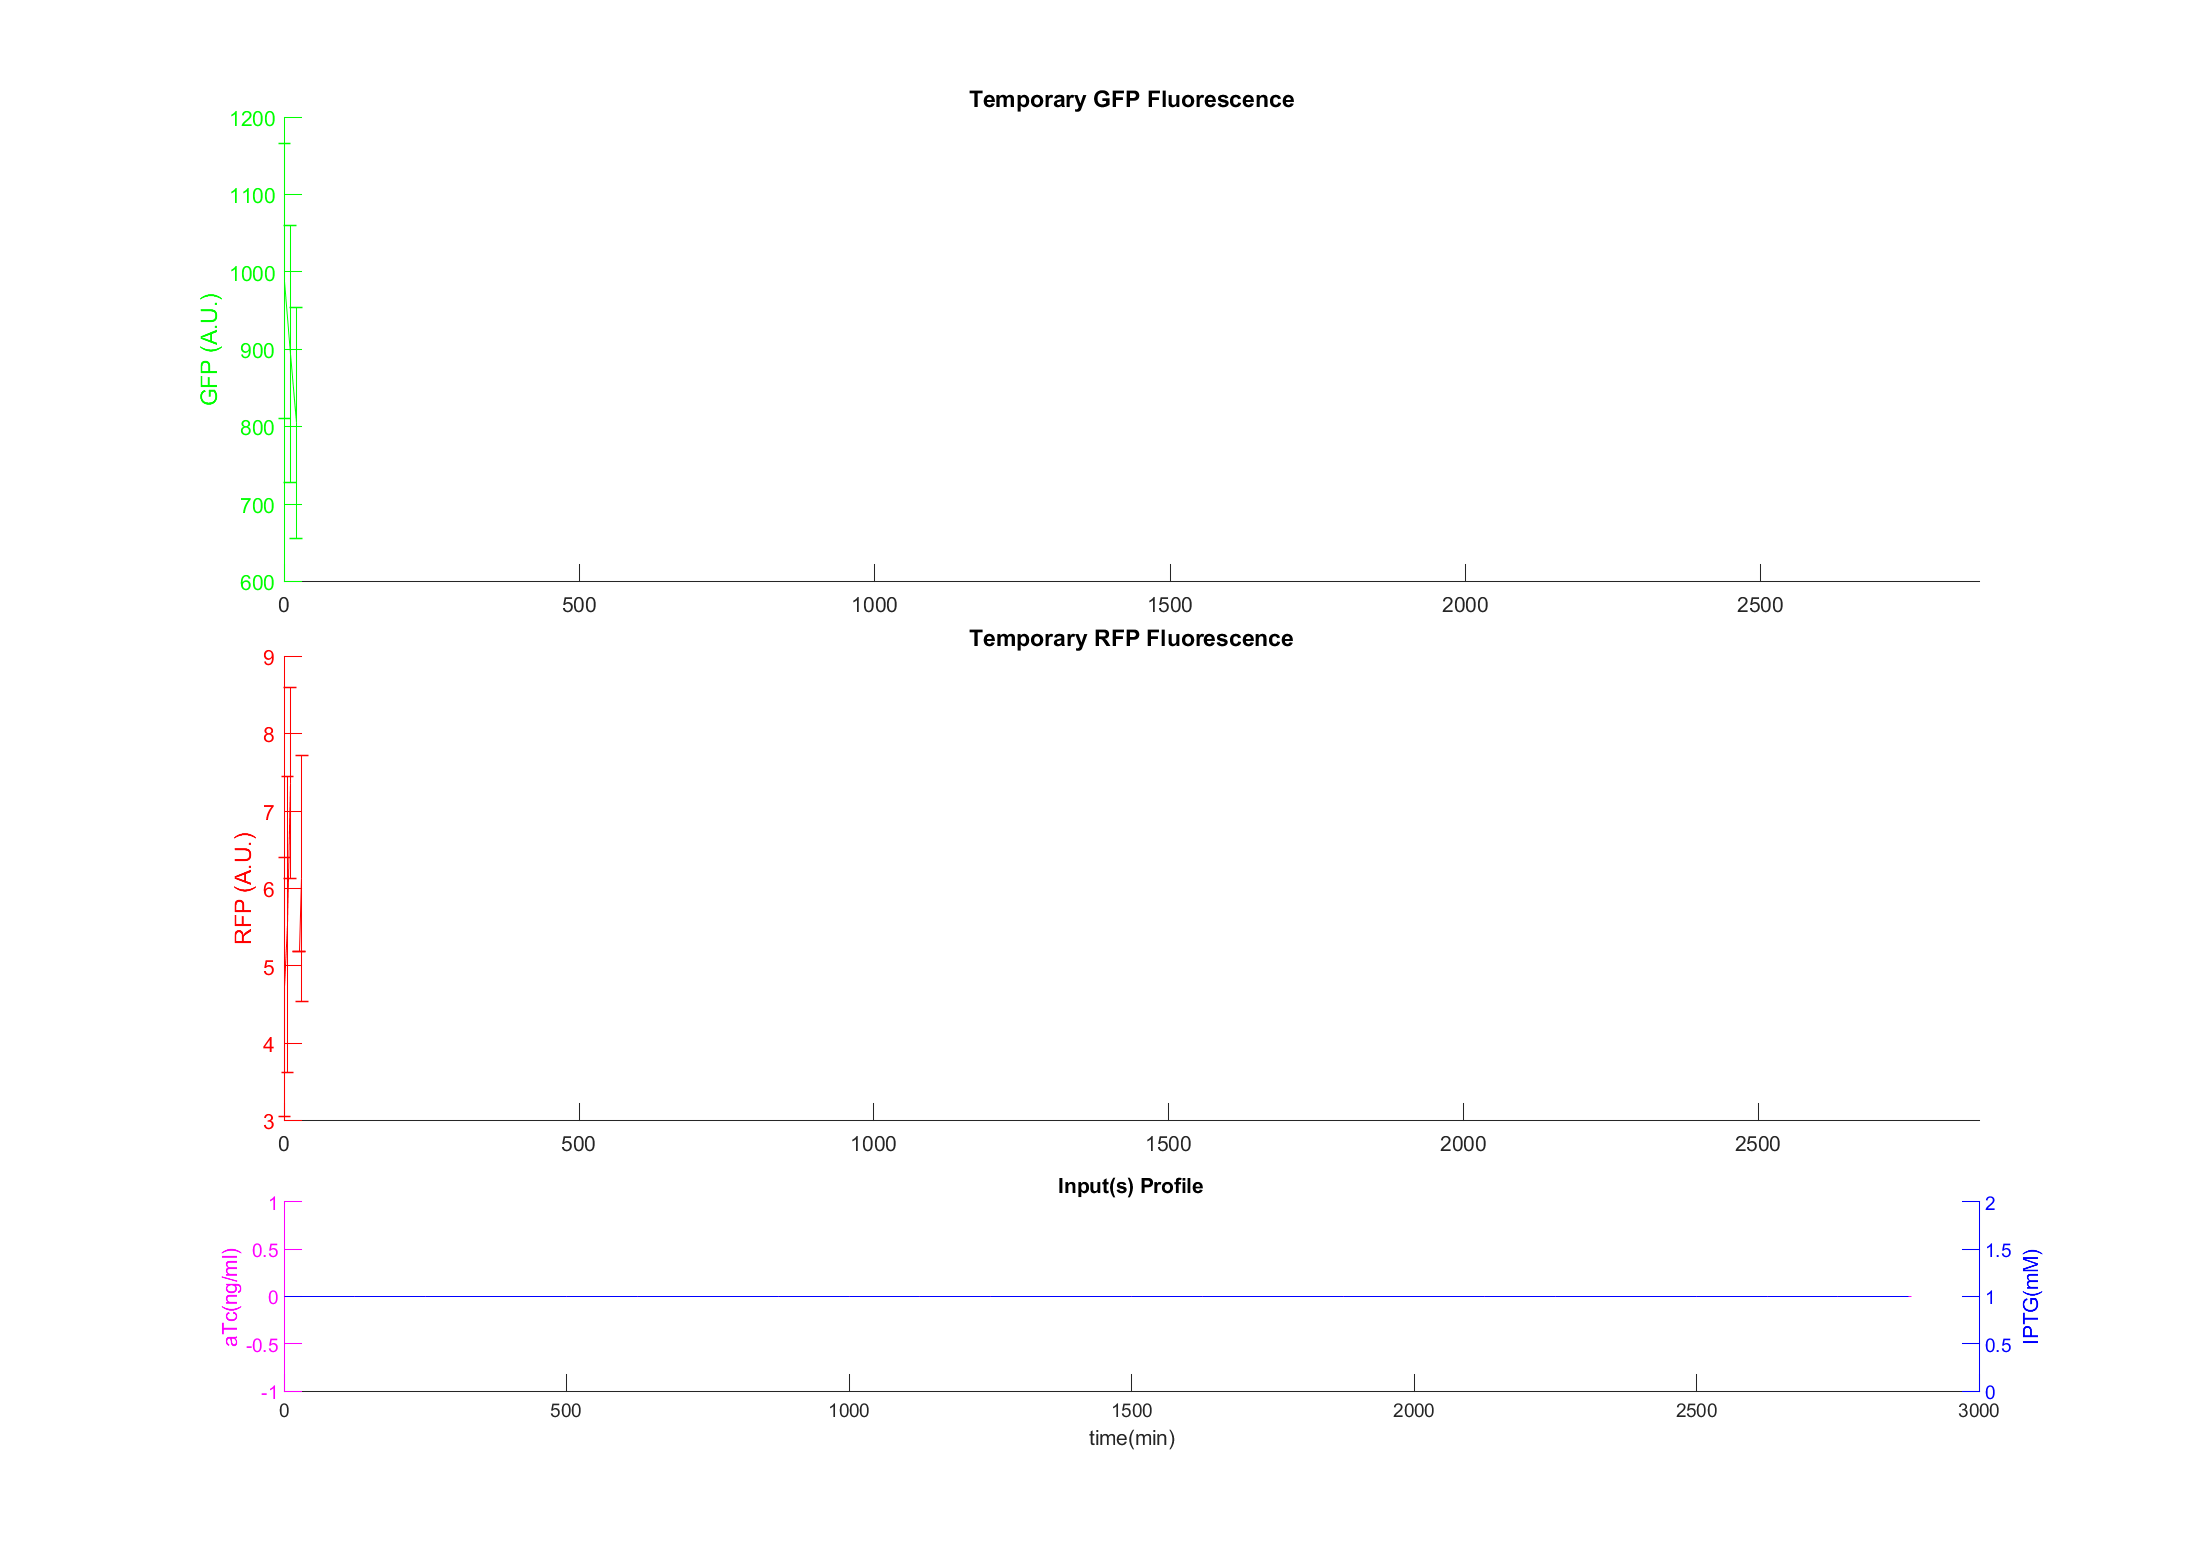 Temporary GFP Fluorescence
1200
1100
1000
900
800
700
600
GFP (A.U.)
0 500 1000 1500 2000 2500
Temporary RFP Fluorescence
9
8
7
6
5
4
3
RFP (A.U.)
0 500 1000 1500 2000 2500
Input(s) Profile
1
0.5
0
-0.5
-1
aTc(ng/ml)
2
1.5
1
0.5
0
IPTG(mM)
0 500 1000 1500 2000 2500 3000
time(min)